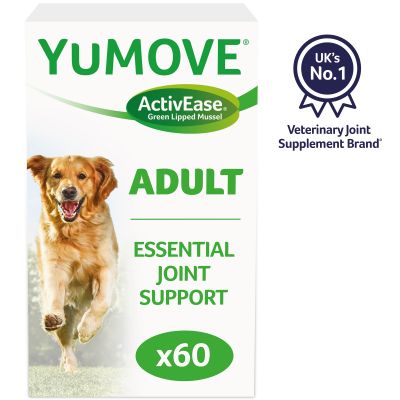 YUMOVE®
ActivEase®
Green Lipped Mussel
ADULT
ESSENTIAL
JOINT
SUPPORT
x60
UK's
No.1
Veterinary Joint
Supplement Brand*